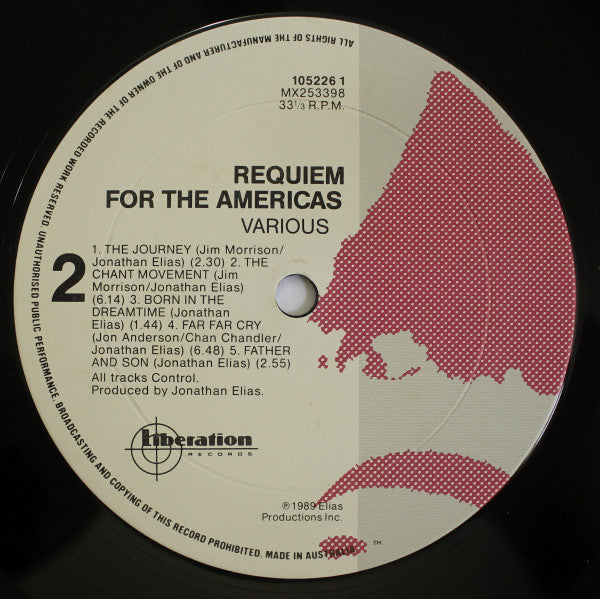 105226 1
MX253398
33⅓ R.P.M.
REQUIEM
FOR THE AMERICAS
VARIOUS
2
1. THE JOURNEY (Jim Morrison/
Jonathan Elias) (2.30) 2. THE
CHANT MOVEMENT (Jim
Morrison/Jonathan Elias)
(6.14) 3. BORN IN THE
DREAMTIME (Jonathan
Elias) (1.44) 4. FAR FAR CRY
(Jon Anderson/Chan Chandler/
Jonathan Elias) (6.48) 5. FATHER
AND SON (Jonathan Elias) (2.55)
All tracks Control.
Produced by Jonathan Elias.
Liberation
RECORDS
℗ 1989 Elias
Productions Inc.
TM
ALL RIGHTS OF THE MANUFACTURER AND OF THE OWNER OF THE RECORDED WORK RESERVED. UNAUTHORISED PUBLIC PERFORMANCE, BROADCASTING AND COPYING OF THIS RECORD PROHIBITED. MADE IN AUSTRALIA